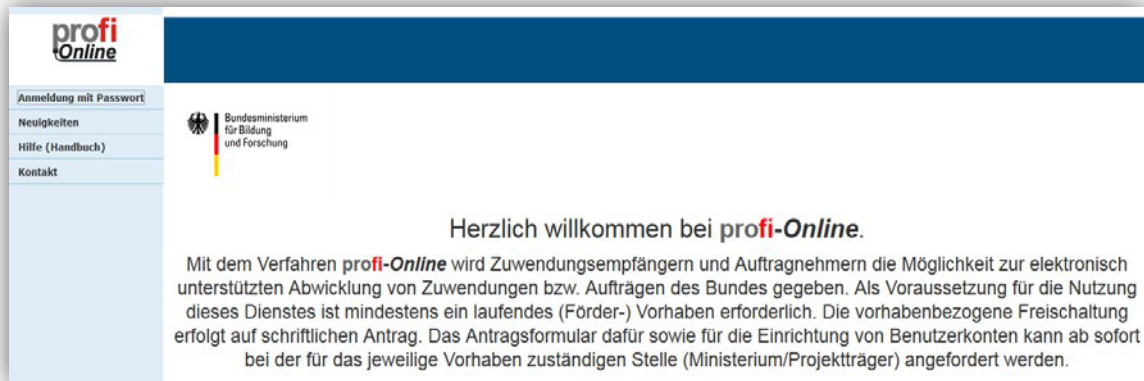 profi
Online
Anmeldung mit Passwort
Neuigkeiten
Hilfe (Handbuch)
Kontakt
Bundesministerium
für Bildung
und Forschung
Herzlich willkommen bei profi-Online.
Mit dem Verfahren profi-Online wird Zuwendungsempfängern und Auftragnehmern die Möglichkeit zur elektronisch
unterstützten Abwicklung von Zuwendungen bzw. Aufträgen des Bundes gegeben. Als Voraussetzung für die Nutzung
dieses Dienstes ist mindestens ein laufendes (Förder-) Vorhaben erforderlich. Die vorhabenbezogene Freischaltung
erfolgt auf schriftlichen Antrag. Das Antragsformular dafür sowie für die Einrichtung von Benutzerkonten kann ab sofort
bei der für das jeweilige Vorhaben zuständigen Stelle (Ministerium/Projektträger) angefordert werden.